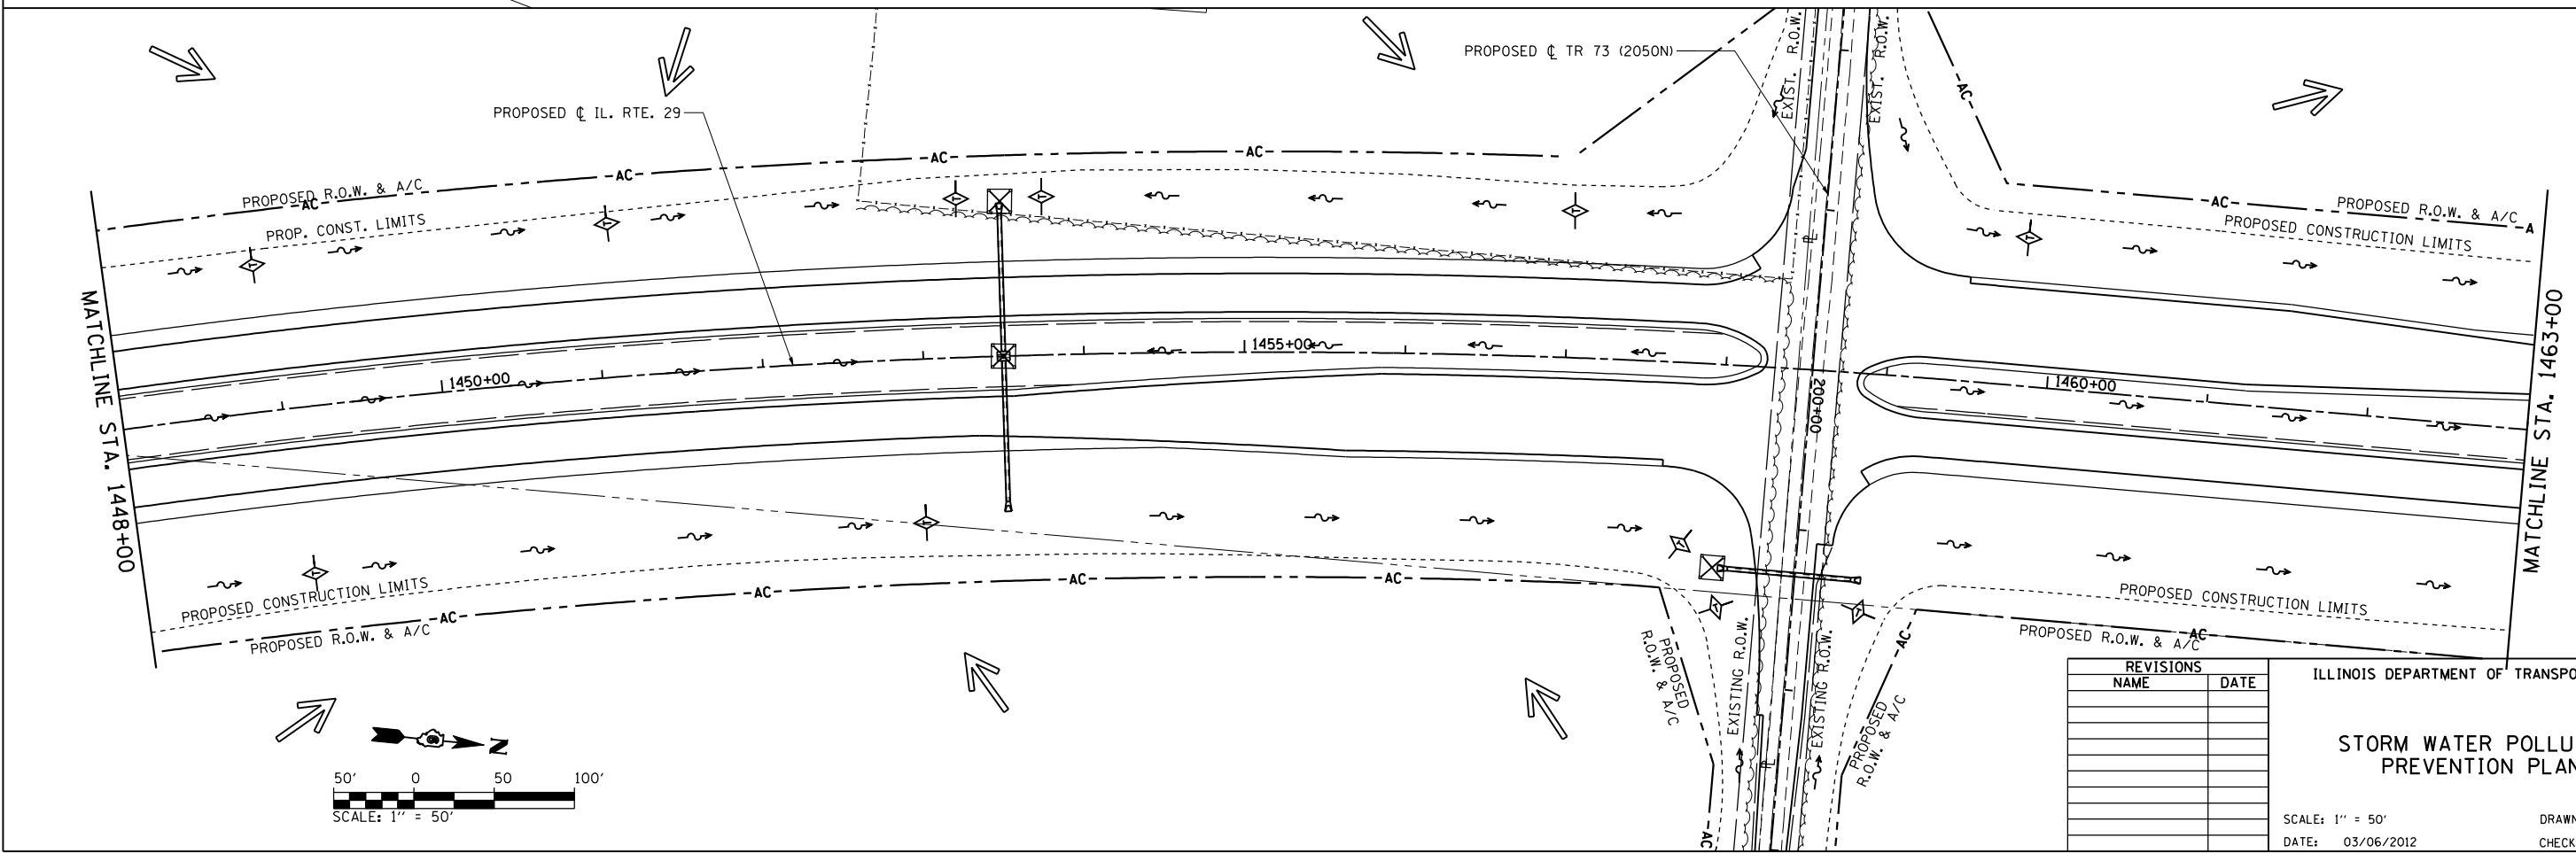 PROPOSED ℄ TR 73 (2050N)
EXIST. R.O.W.
EXIST. R.O.W.
AC
PROPOSED ℄ IL. RTE. 29
AC
AC
AC
PROPOSED R.O.W. & A/C
AC
PROP. CONST. LIMITS
T
T
T
T
T
AC
PROPOSED R.O.W. & A/C
A
PROPOSED CONSTRUCTION LIMITS
T
MATCHLINE STA. 1448+00
1450+00
1455+00
200+00
1460+00
MATCHLINE STA. 1463+00
T
T
T
T
T
PROPOSED CONSTRUCTION LIMITS
AC
PROPOSED R.O.W. & A/C
AC
AC
AC
PROPOSED
R.O.W. & A/C
EXISTING R.O.W.
EXISTING R.O.W.
AC
PROPOSED
R.O.W. & A/C
AC
PROPOSED CONSTRUCTION LIMITS
PROPOSED R.O.W. & A/C
AC
N
50' 0 50 100'
SCALE: 1" = 50'
REVISIONS
NAME DATE
ILLINOIS DEPARTMENT OF TRANSPO
STORM WATER POLLU
PREVENTION PLAN
SCALE: 1" = 50'
DRAWN
DATE: 03/06/2012
CHECK